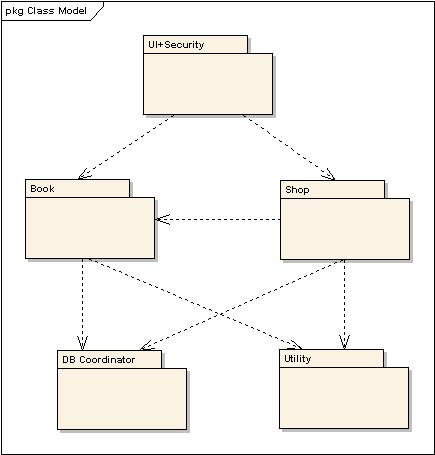 pkg Class Model
UI+Security
Book
Shop
DB Coordinator
Utility